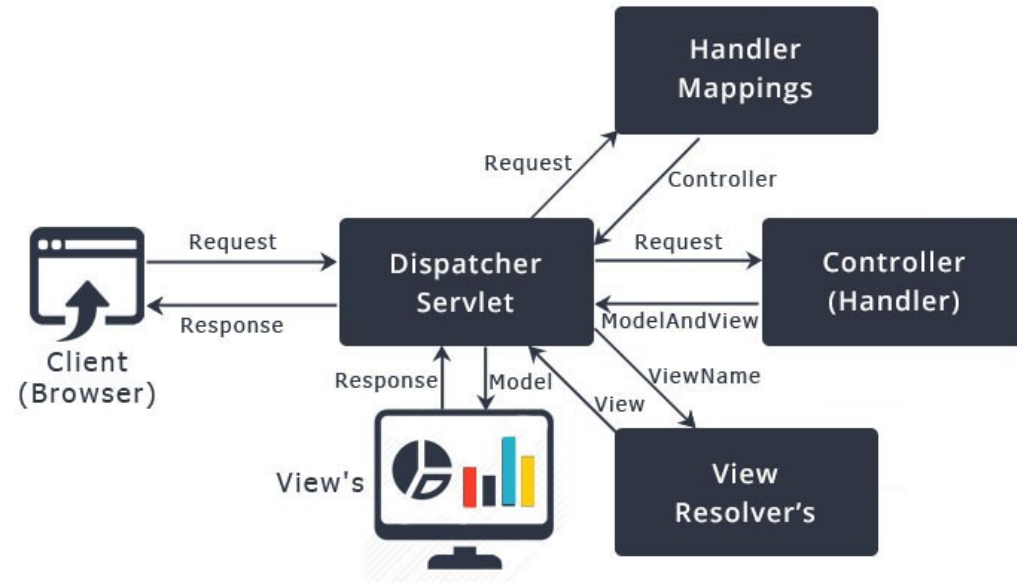 Handler
Mappings
Request
Controller
Request
Dispatcher
Servlet
Request
Controller
(Handler)
Response
ModelAndView
Client
(Browser)
Response
Model
ViewName
View
View's
View
Resolver’s